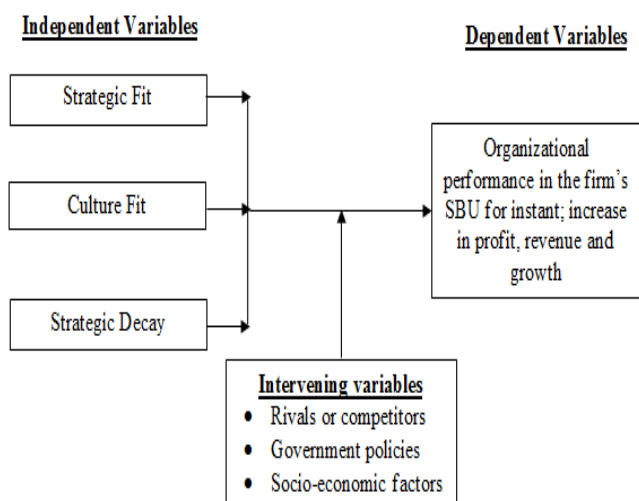 Independent Variables
Dependent Variables
Strategic Fit
Culture Fit
Strategic Decay
Organizational
performance in the firm's
SBU for instant; increase
in profit, revenue and
growth
Intervening variables
• Rivals or competitors
• Government policies
• Socio-economic factors